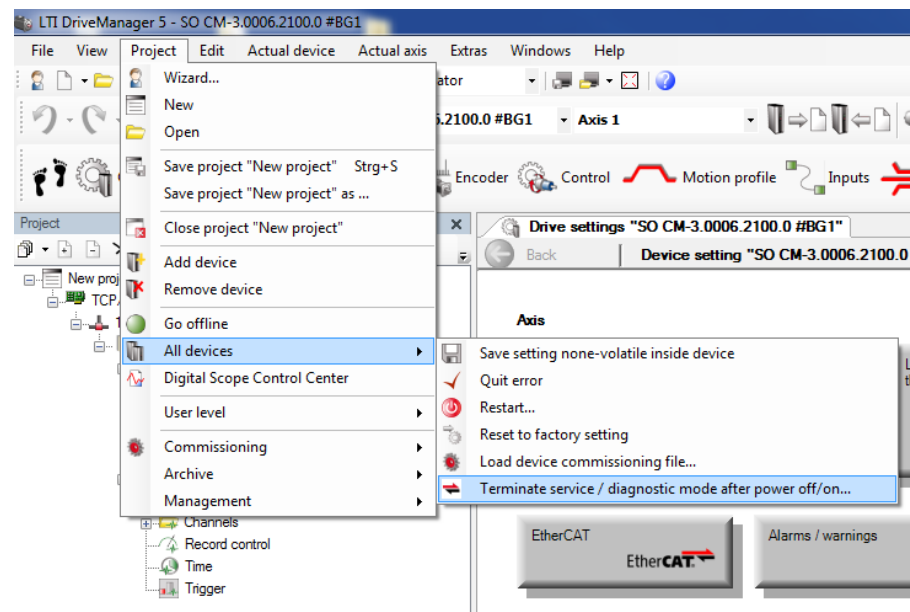 LTI DriveManager 5 - SO CM-3.0006.2100.0 #BG1
File View Project Edit Actual device Actual axis Extras Windows Help
Wizard...
New
.2100.0 #BG1 Axis 1
Open
Save project "New project" Strg+S
Encoder Control Motion profile Inputs
Save project "New project" as ...
Project
Close project "New project"
Drive settings "SO CM-3.0006.2100.0 #BG1"
Back Device setting "SO CM-3.0006.2100.0
Add device
New proj
Remove device
TCP
Go offline
Axis
All devices
Save setting none-volatile inside device
Digital Scope Control Center
Quit error
User level
Restart...
Reset to factory setting
Commissioning
Load device commissioning file...
Archive
Terminate service / diagnostic mode after power off/on...
Management
Channels
EtherCAT
Alarms / warnings
Record control
EtherCAT
Time
Trigger